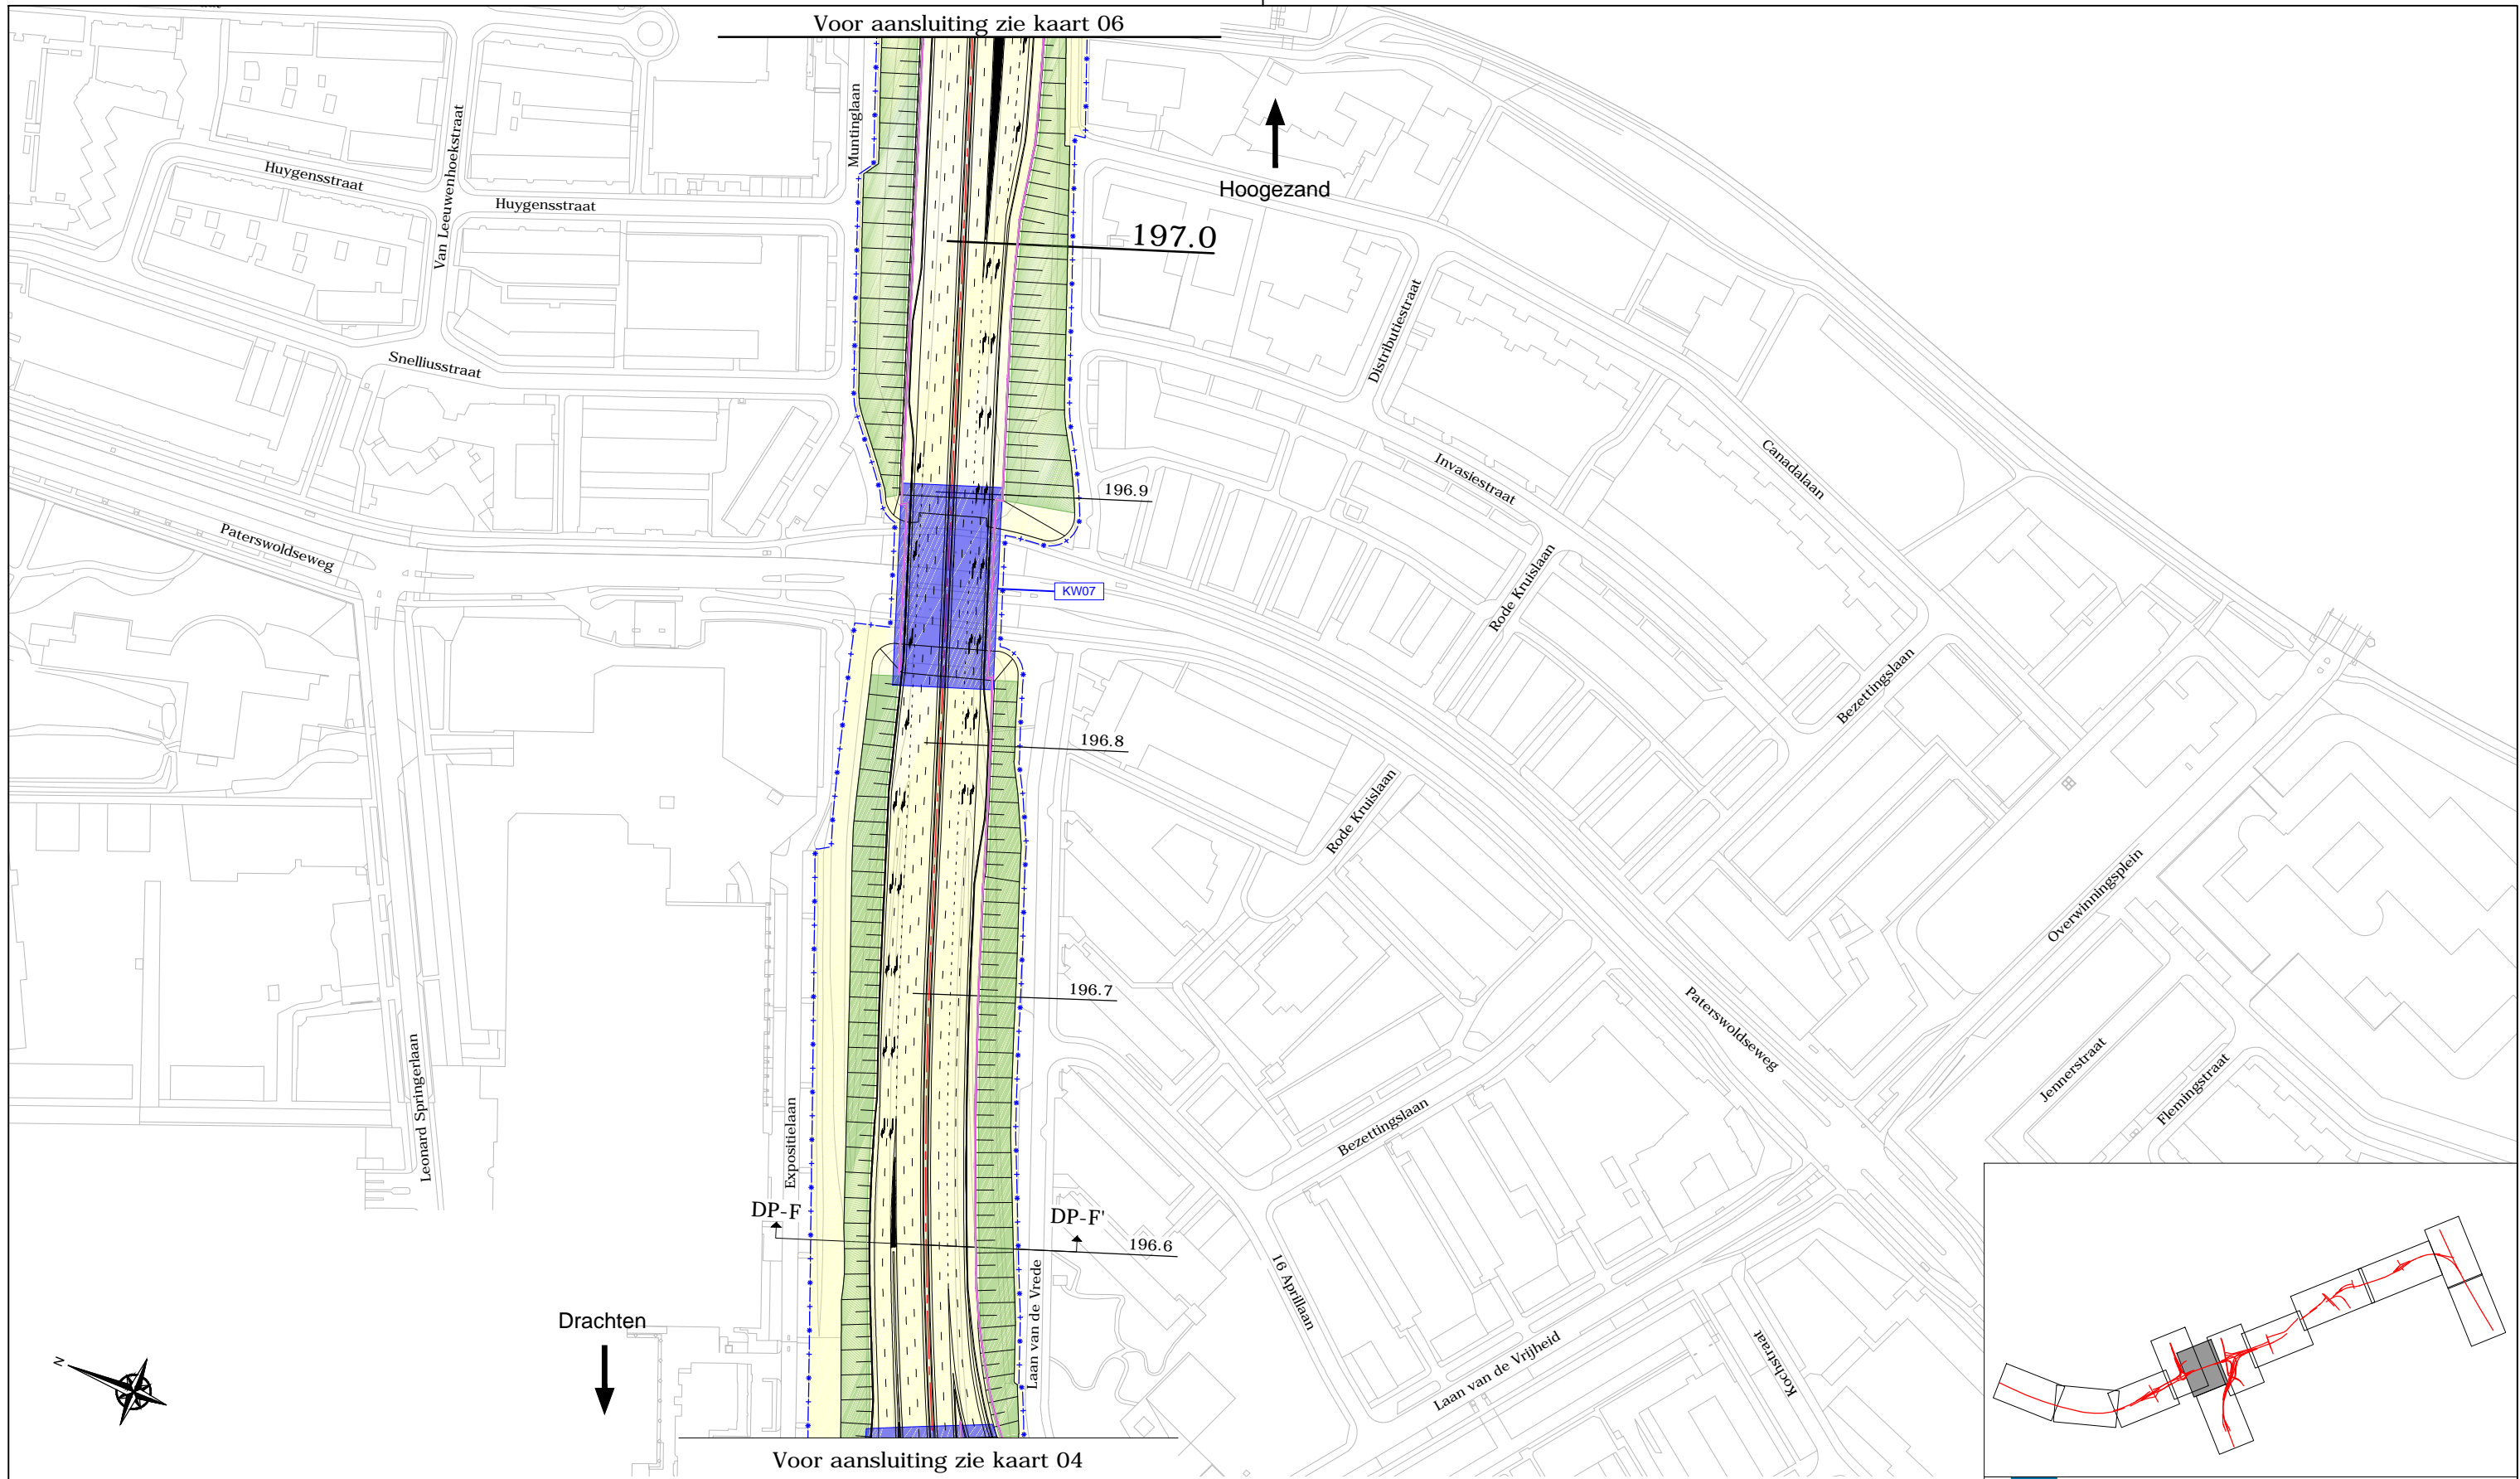 Voor aansluiting zie kaart 06
Muntinglaan
Van Leeuwenhoekstraat
Huygensstraat
Hoogezand
Huygensstraat
197.0
Distributiestraat
Snelliusstraat
Canadalaan
Invasiestraat
196.9
Paterswoldseweg
Rode Kruislaan
KW07
Bezettingslaan
196.8
Rode Kruislaan
Overwinningsplein
196.7
Paterswoldseweg
Leonard Springerlaan
Jennerstraat
Flemingstraat
Expositielaan
Bezettingslaan
DP-F
DP-F'
196.6
16 Aprillaan
Laan van de Vrede
Drachten
N
Laan van de Vrijheid
Kochstraat
Voor aansluiting zie kaart 04